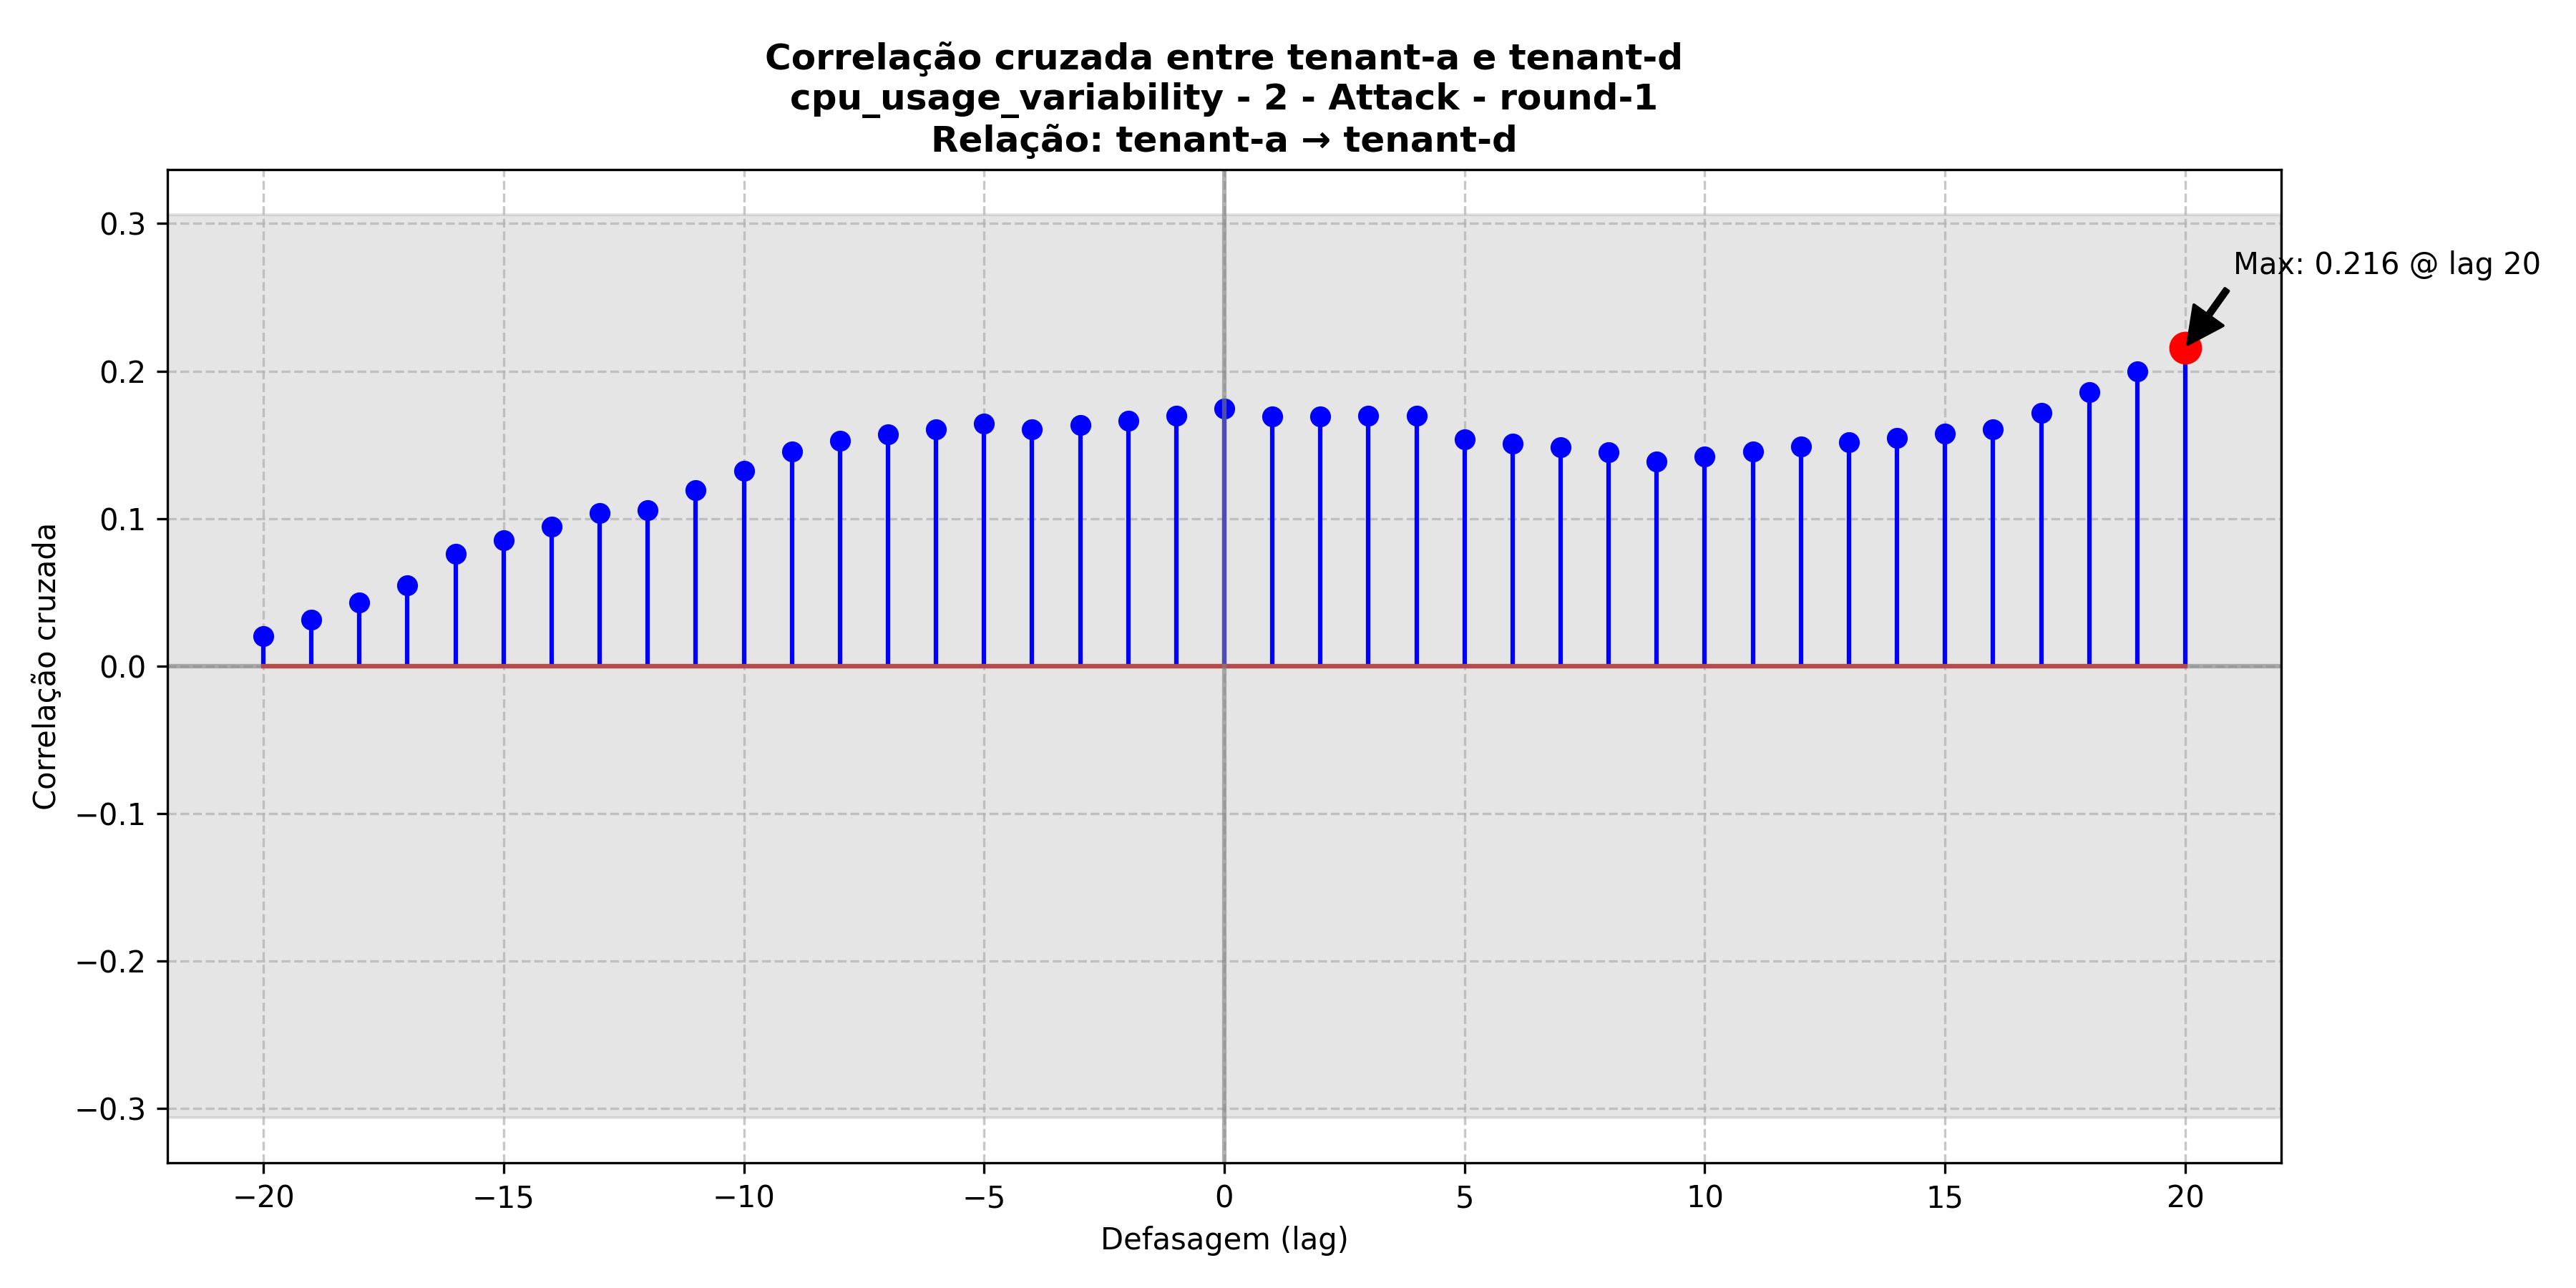 Correlação cruzada entre tenant-a e tenant-d
cpu_usage_variability - 2 - Attack - round-1
Relação: tenant-a → tenant-d
Max: 0.216 @ lag 20
Correlação cruzada
0.3
0.2
0.1
0.0
−0.1
−0.2
−0.3
−20
−15
−10
−5
0
5
10
15
20
Defasagem (lag)